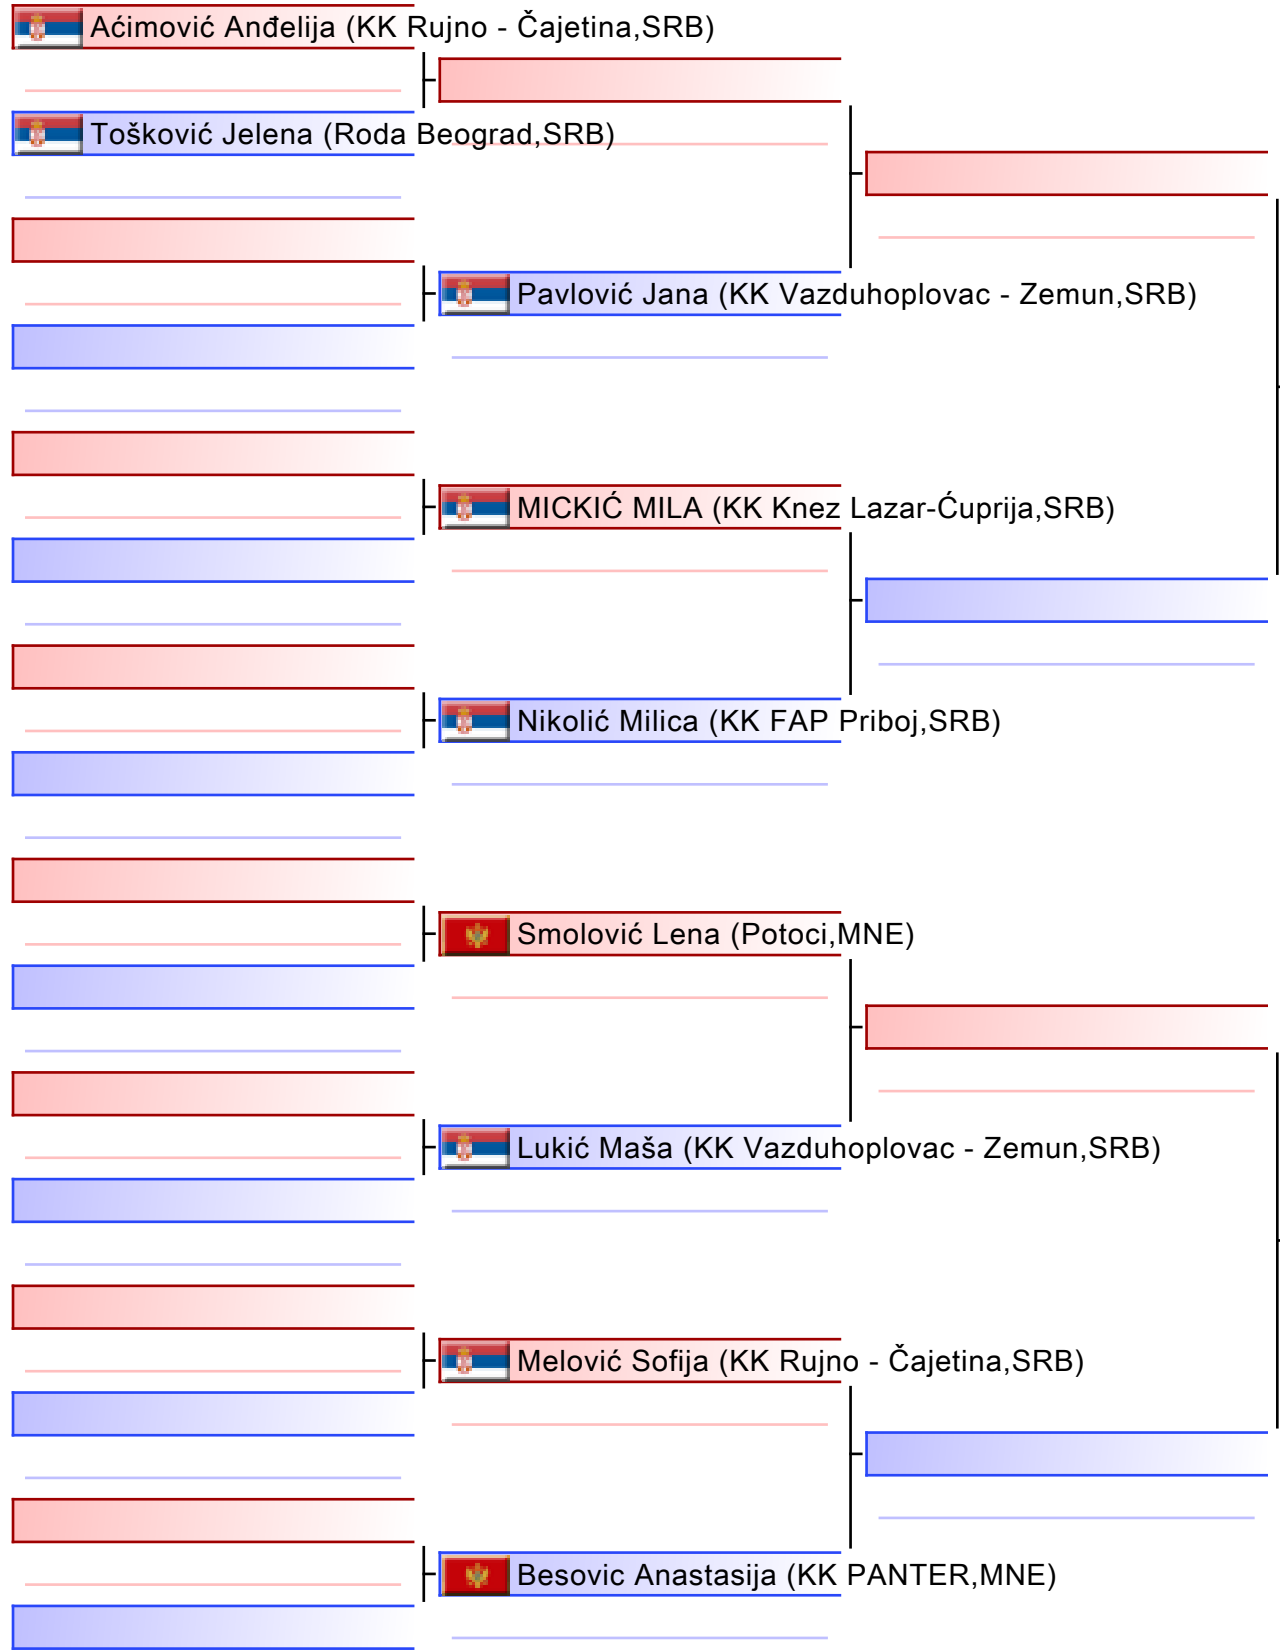 Aćimović Anđelija (KK Rujno - Čajetina,SRB)
Tošković Jelena (Roda Beograd,SRB)
Pavlović Jana (KK Vazduhoplovac - Zemun,SRB)
MICKIĆ MILA (KK Knez Lazar-Ćuprija,SRB)
Nikolić Milica (KK FAP Priboj,SRB)
Smolović Lena (Potoci,MNE)
Lukić Maša (KK Vazduhoplovac - Zemun,SRB)
Melović Sofija (KK Rujno - Čajetina,SRB)
Besovic Anastasija (KK PANTER,MNE)